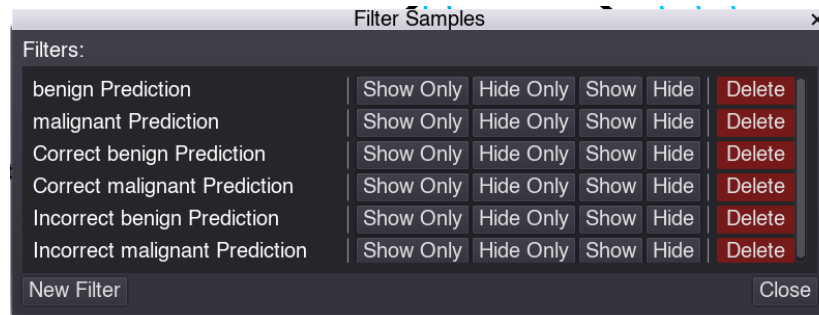 Filter Samples x
Filters:
benign Prediction Show Only Hide Only Show Hide Delete
malignant Prediction Show Only Hide Only Show Hide Delete
Correct benign Prediction Show Only Hide Only Show Hide Delete
Correct malignant Prediction Show Only Hide Only Show Hide Delete
Incorrect benign Prediction Show Only Hide Only Show Hide Delete
Incorrect malignant Prediction Show Only Hide Only Show Hide Delete
New Filter Close